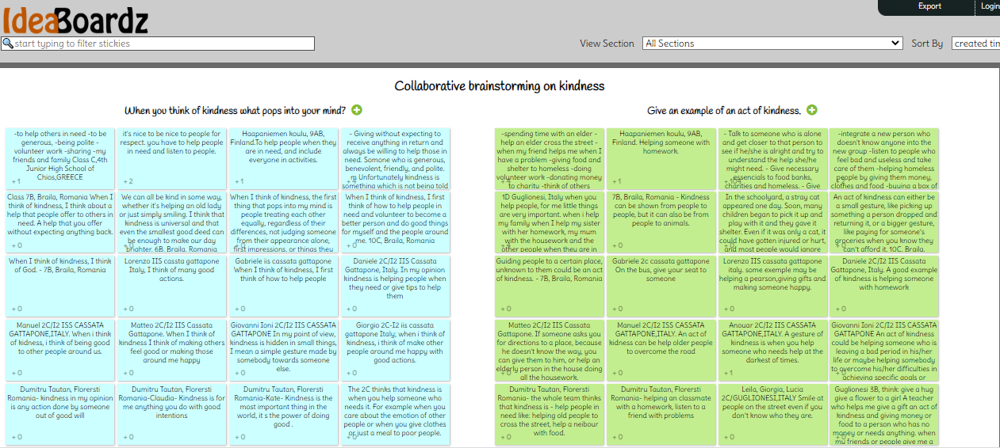 Export
Login
IdeaBoardz
start typing to filter stickies
View Section
All Sections
Sort By
created tim
Collaborative brainstorming on kindness
When you think of kindness what pops into your mind?
-to help others in need -to be
generous, -being polite -
volunteer work -sharing -my
friends and family Class C,4th
Junior High School of
Chios,GREECE
+1
it's nice to be nice to people for
respect. you have to help people
in need and listen to people.
+2
Haapaniemen koulu, 9AB,
Finland.To help people when they
are in need, and include
everyone in activities.
+1
- Giving without expecting to
receive anything in return and
always be willing to help those in
need. Somone who is generous,
benevolent, friendly, and polite.
Unfortunately kindness is
something which is not being told
Class 7B, Braila, Romania When I
think of kindness, I think about a
help that people offer to others in
need. A help that you offer
without expecting anything back.
+0
We can all be kind in some way,
whether it's helping an old lady
or just simply smiling. I think that
kindness is universal and that
even the smallest good deed can
be enough to make our day
brighter. 6B. Braila. Romania
When I think of kindness, the first
thing that pops into my mind is
people treating each other
equally, regardless of their
differences, not judging someone
from their appearance alone,
first impressions. or things they
When I think of kindness, I first
think of how to help people in
need and volunteer to become a
better person and do good things
for myself and the people around
me. 10C, Braila, Romania
+0
When I think of kindness, I think
of God. - 7B, Braila, Romania
+0
Lorenzo IIS cassta gattapone
Italy, I think of many good
actions.
+0
Gabriele iis cassata gattapone
When I think of kindness, I first
think of how to help people
+0
Daniele 2C/I2 IIS Cassata
Gattapone, Italy. In my opinion
kindness is helping people when
they need or give tips to help
them
+0
Manuel 2C/I2 ISS CASSATA
GATTAPONE,ITALY. When i think
of kindness, i think of being good
to other people around us.
+0
Matteo 2C/I2 IIS Cassata
Gattapone. When I think of
kindness I think of making others
feel good or making those
around me happy
+0
Giovanni Ioni 2C/I2 IIS CASSATA
GATTAPONE In my point of view,
kindness is hidden in small things,
I mean a simple gesture made by
somebody towards someone
else.
+0
Giorgio 2C-I2 iis cassata
gattapone Italy; when i think of
kindness, i think of make other
people around me happy with
good actions.
+0
Dumitru Tautan, Florersti
Romania- kindness in my opinion
is any action done by someone
out of good will
+0
Dumitru Tautan, Florersti
Romania-Claudia- Kindness is for
me anything you do with good
intentions
+0
Dumitru Tautan, Florersti
Romania-Kate- Kindness is the
most important thing in the
world, it s the power of doing
good .
+0
The 2C thinks that kindness is
when you help someone who
needs it. For example when you
care about the emotion of other
people or when you give clothes
or just a meal to poor people.
+0
Give an example of an act of kindness.
-spending time with an elder -
help an elder cross the street -
when my friend helps me when I
have a problem -giving food and
shelter to homeless -doing
volunteer work -donating money
to charity -think of others
Haapaniemen koulu, 9AB,
Finland. Helping someone with
homework.
+1
- Talk to someone who is alone
and get closer to that person to
see if he/she is alright and try to
understand the help she/he
might need. - Give necessary
essencials to food banks,
charities and homeless. - Give
-integrate a new person who
doesn't know anyone into the
new group -listen to people who
feel bad and useless and take
care of them -helping homeless
people by giving them money,
clothes and food -buying a box of
1D Guglionesi, Italy when you
help people, for me little things
are very important. when i help
my family when I help my sister
with her homework, my mum
with the housework and the
other people when they are in
7B, Braila, Romania - Kindness
can be shown from people to
people, but it can also be from
people to animals.
+0
In the schoolyard, a stray cat
appeared one day. Soon, many
children began to pick it up and
play with it and they gave it
shelter. Even if it was only a cat, it
could have gotten injured or hurt,
and most people would ignore
An act of kindness can either be
a small gesture, like picking up
something a person dropped and
returning it, or a bigger gesture,
like paying for someone's
groceries when you know they
can't afford it. 10C. Braila.
Guiding people to a certain place,
unknown to them could be an act
of kindness. - 7B, Braila, Romania
+0
Gabriele 2c cassata gattapone
On the bus, give your seat to
someone
+0
Lorenzo IIS cassata gattapone
italy. some exemple may be
helping a pearson,giving gifts and
making someone happy.
+0
Daniele 2C/I2 IIS Cassata
Gattapone, Italy. A good example
of kindness is helping someone
with homework
+0
Matteo 2C/I2 IIS Cassata
Gattapone. If someone asks you
for directions to a place, because
he doesn't know the way, you
can give them to him, or help an
elderly person in the house doing
all the housework.
+0
Manuel 2C/I2 ISS CASSATA
GATTAPONE,ITALY. An act of
kidness can be help older people
to overcome the road
+0
Anouar 2C/I2 IIS CASSATA
GATTAPONE,ITALY. A gesture of
kindness is when you help
someone who needs help at the
darkest of times.
+1
Giovanni Ioni 2C/I2 IIS CASSATA
GATTAPONE An act of kindness
could be helping someone who is
leaving a bad period in his/her
life or maybe helping somebody
to overcome his/her difficulties in
achieving specific goals or
Dumitru Tautan, Florersti
Romania- the whole team thinks
that kindness is - help people in
need like: helping old people to
cross the street, help a neibour
with food.
+0
Dumitru Tautan, Florersti
Romania- helping an classmate
with a homework, listen to a
friend with problems
+0
Leila, Giorgia, Lucia
2C/GUGLIONESI,ITALY Smile at
people on the street even if you
don't know who they are.
+0
Guglionesi 3B, think: give a hug
give a flower to a girl A teacher
who helps me give a gift an act of
kindness and giving money or
food to a person who has no
money or needs anything. when
mu friends or people give me a